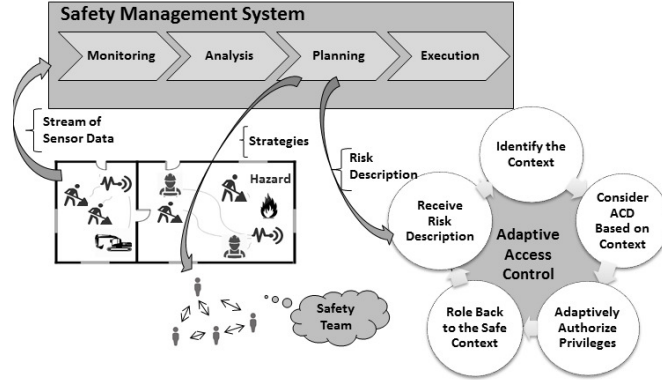 Safety Management System
Monitoring
Analysis
Planning
Execution
Stream of
Sensor Data
Strategies
Risk
Description
Hazard
Safety
Team
Identify the
Context
Consider
ACD
Based on
Context
Adaptively
Authorize
Privileges
Role Back
to the Safe
Context
Receive
Risk
Description
Adaptive
Access
Control